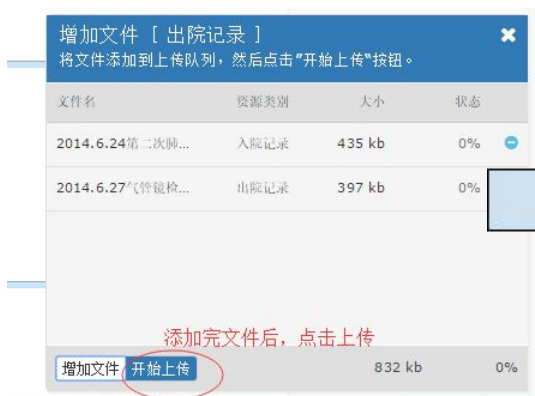 增加文件 [ 出院记录 ]
将文件添加到上传队列，然后点击"开始上传"按钮。
文件名 资源类别 大小 状态
2014.6.24第二次肺... 入院记录 435 kb 0%
2014.6.27气管镜检... 出院记录 397 kb 0%
添加完文件后，点击上传
增加文件 开始上传 832 kb 0%